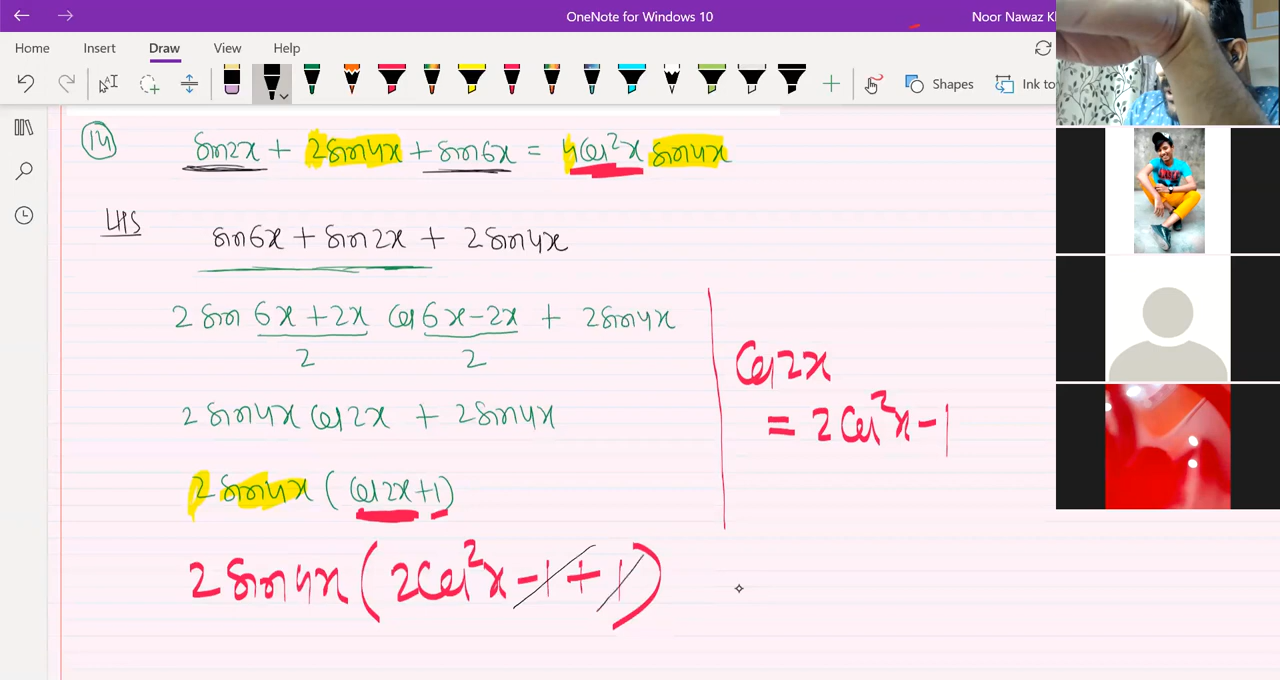 OneNote for Windows 10
Noor Nawaz Kh
Home Insert Draw View Help
Shapes Ink to
14 sin2x + 2sin4x + sin6x = 4cos²x sin4x
LHS
sin6x + sin2x + 2sin4x
2 sin 6x+2x/2 cos 6x-2x/2 + 2sin4x
2 sin4x cos2x + 2sin4x
2 sin4x (cos2x+1)
2 sin4x (2cos²x - 1 + 1)
cos2x
= 2cos²x - 1